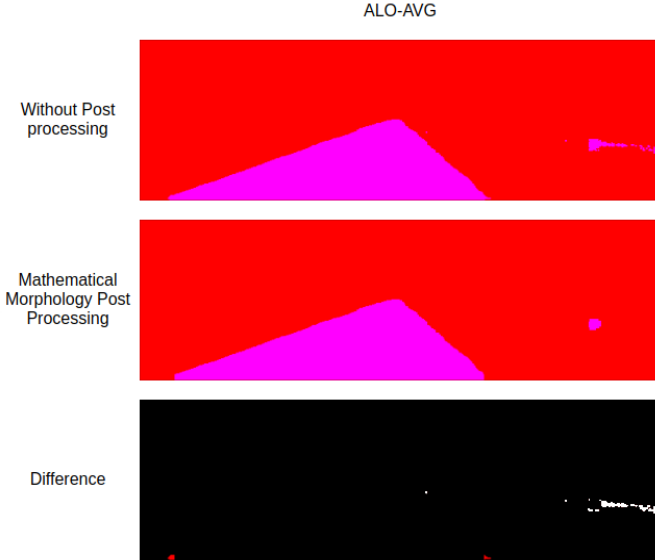 ALO-AVG
Without Post
processing
Mathematical
Morphology Post
Processing
Difference